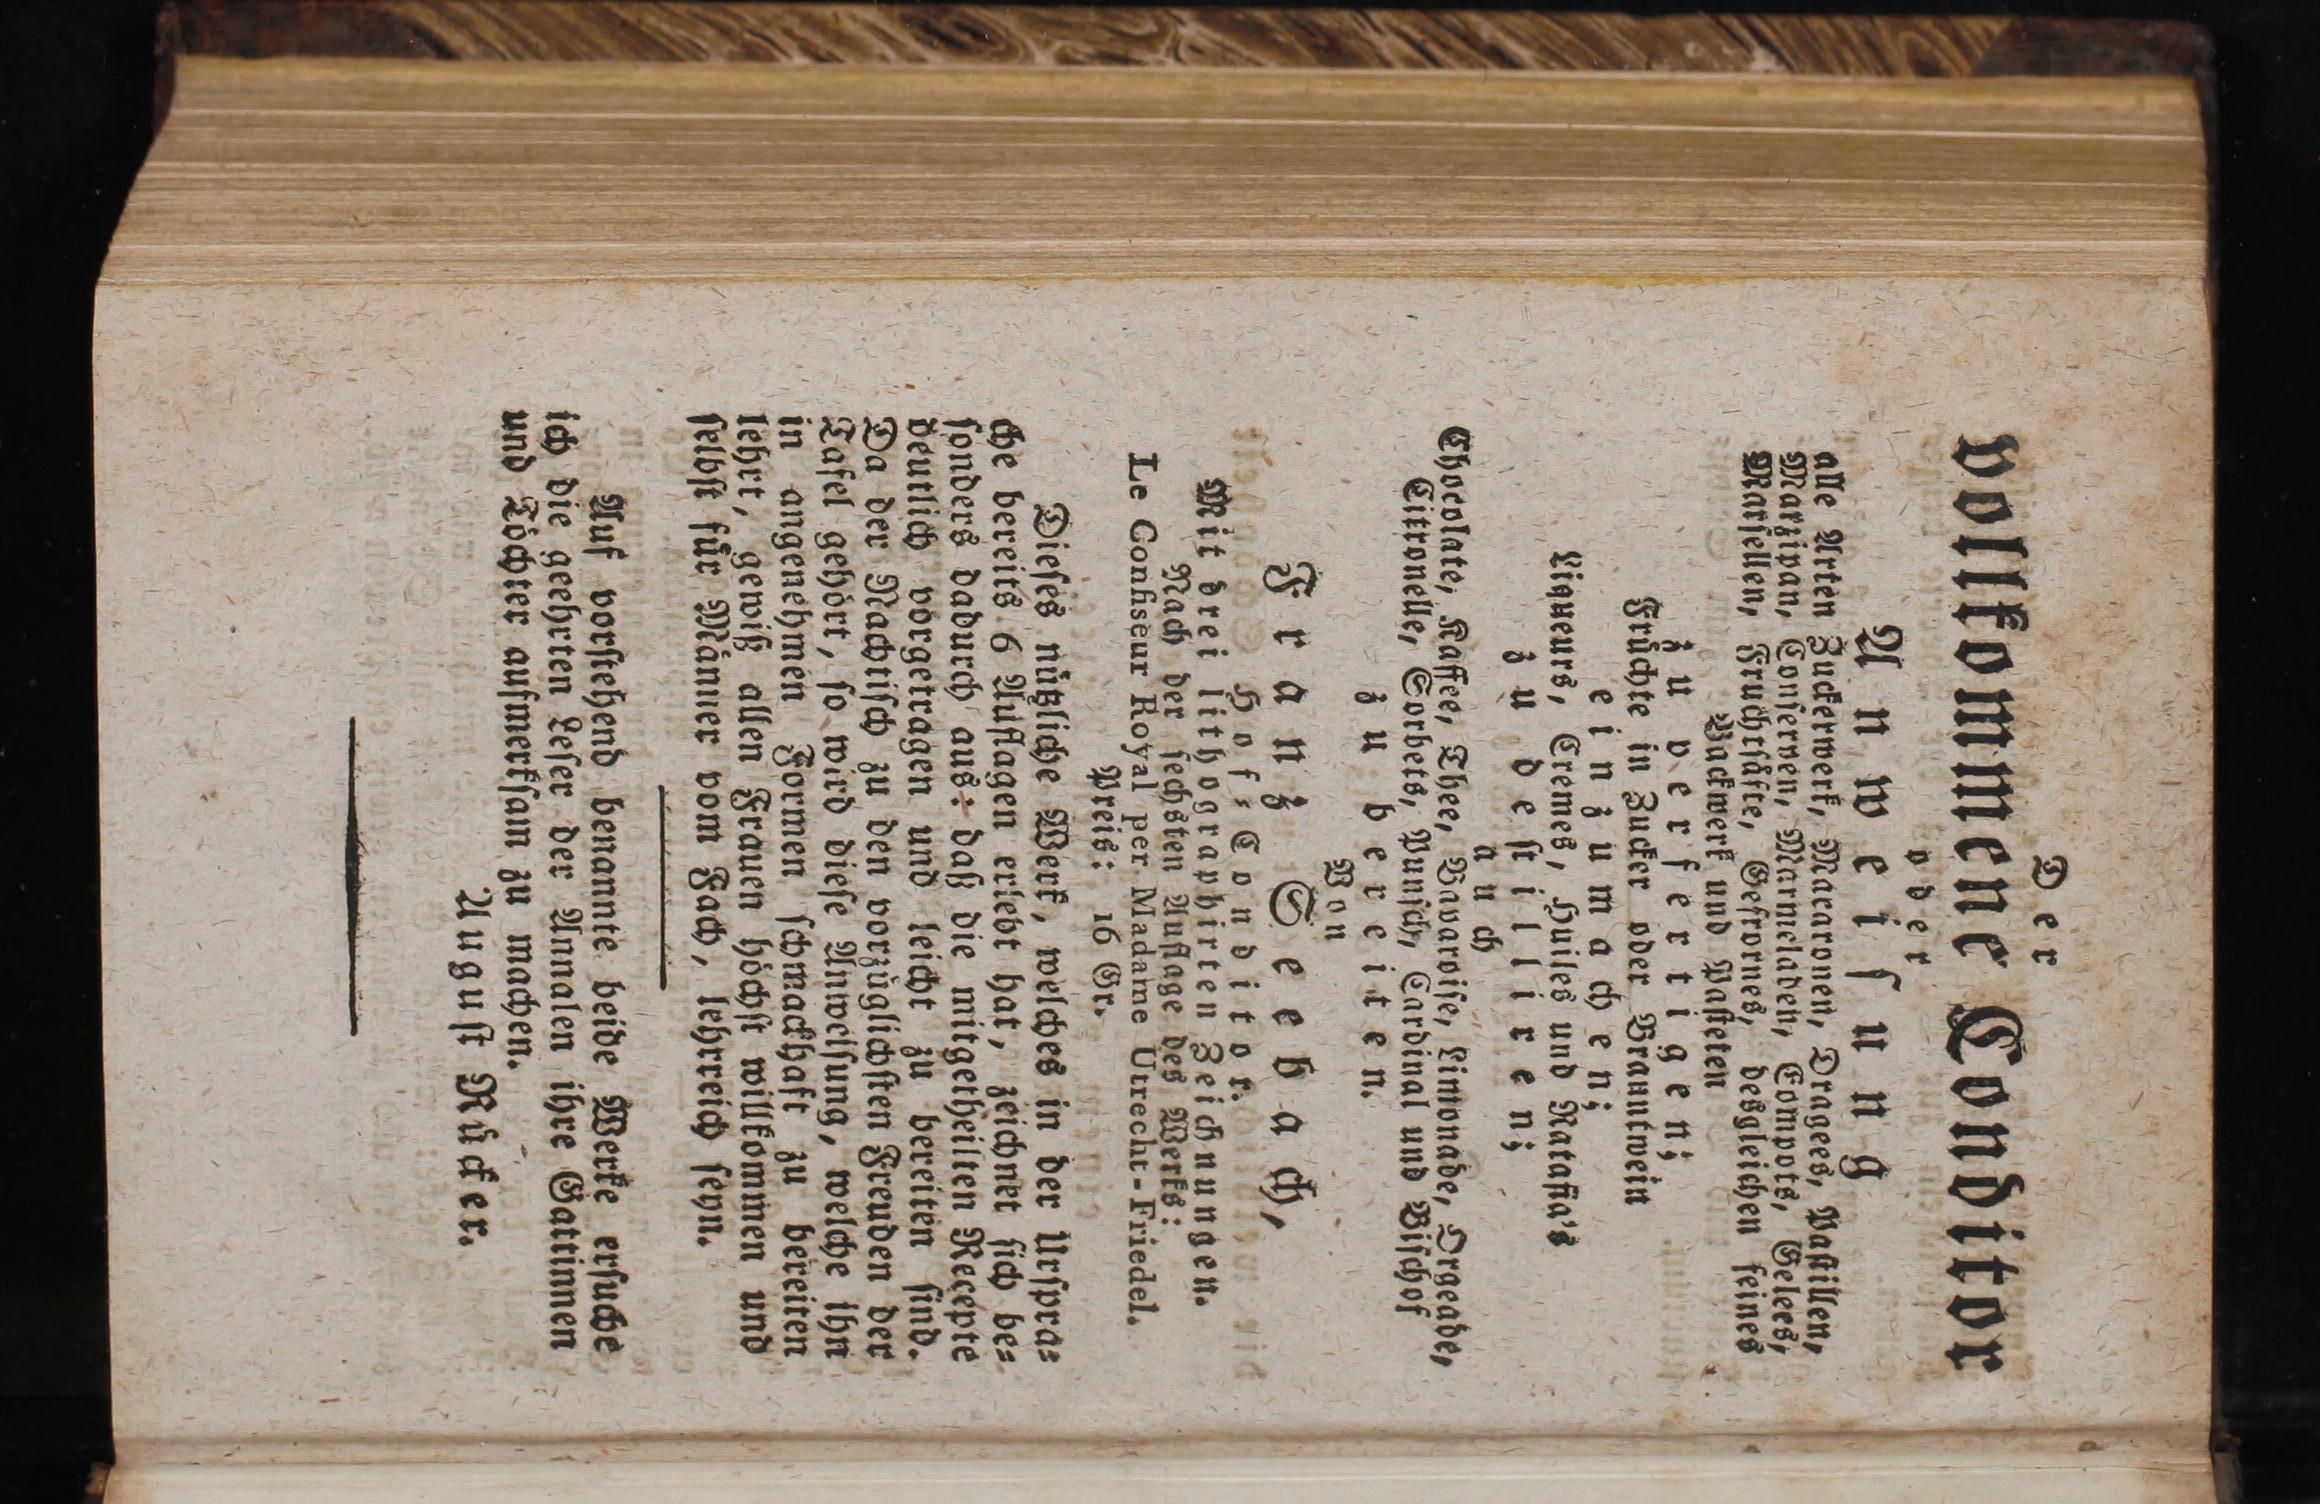 Der
vollkommene Conditor
oder
Anweisung
alle Arten Zuckerwerk, Macaronen, Dragees, Pastillen,
Marzipan, Conserven, Marmeladen, Compots, Gelees,
Morsellen, Fruchtsäfte, Gefrornes, desgleichen feines
Backwerk und Pasteten
zu verfertigen;
Früchte in Zucker oder Brauntwein
einzumachen;
Liqueurs, Cremes, Huiles und Ratafia's
zu destilliren;
auch
Chocolate, Kaffee, Thee, Bavaroise, Limonade, Orgeade,
Citronelle, Sorbets, Punsch, Cardinal und Bischof
zu bereiten.
Von
Franz Seebach,
Hof-Conditor.
Mit drei lithographirten Zeichnungen.
Nach der sechsten Auflage des Werks:
Le Confiseur Royal per Madame Utrecht-Friedel.
Preis: 16 Gr.
Dieses nützliche Werk, welches in der Urspra-
che bereits 6 Auflagen erlebt hat, zeichnet sich be-
sonders dadurch aus: daß die mitgetheilten Recepte
deutlich vorgetragen und leicht zu bereiten sind.
Da der Nachtisch zu den vorzüglichsten Freuden der
Tafel gehört, so wird diese Anweisung, welche ihn
in angenehmen Formen schmackhaft zu bereiten
lehrt, gewiß allen Frauen höchst willkommen und
selbst für Männer vom Fach, lehrreich seyn.
Auf vorstehend benannte beide Werke ersuche
ich die geehrten Leser der Annalen ihre Gattinnen
und Töchter aufmerksam zu machen.
August Rücker.